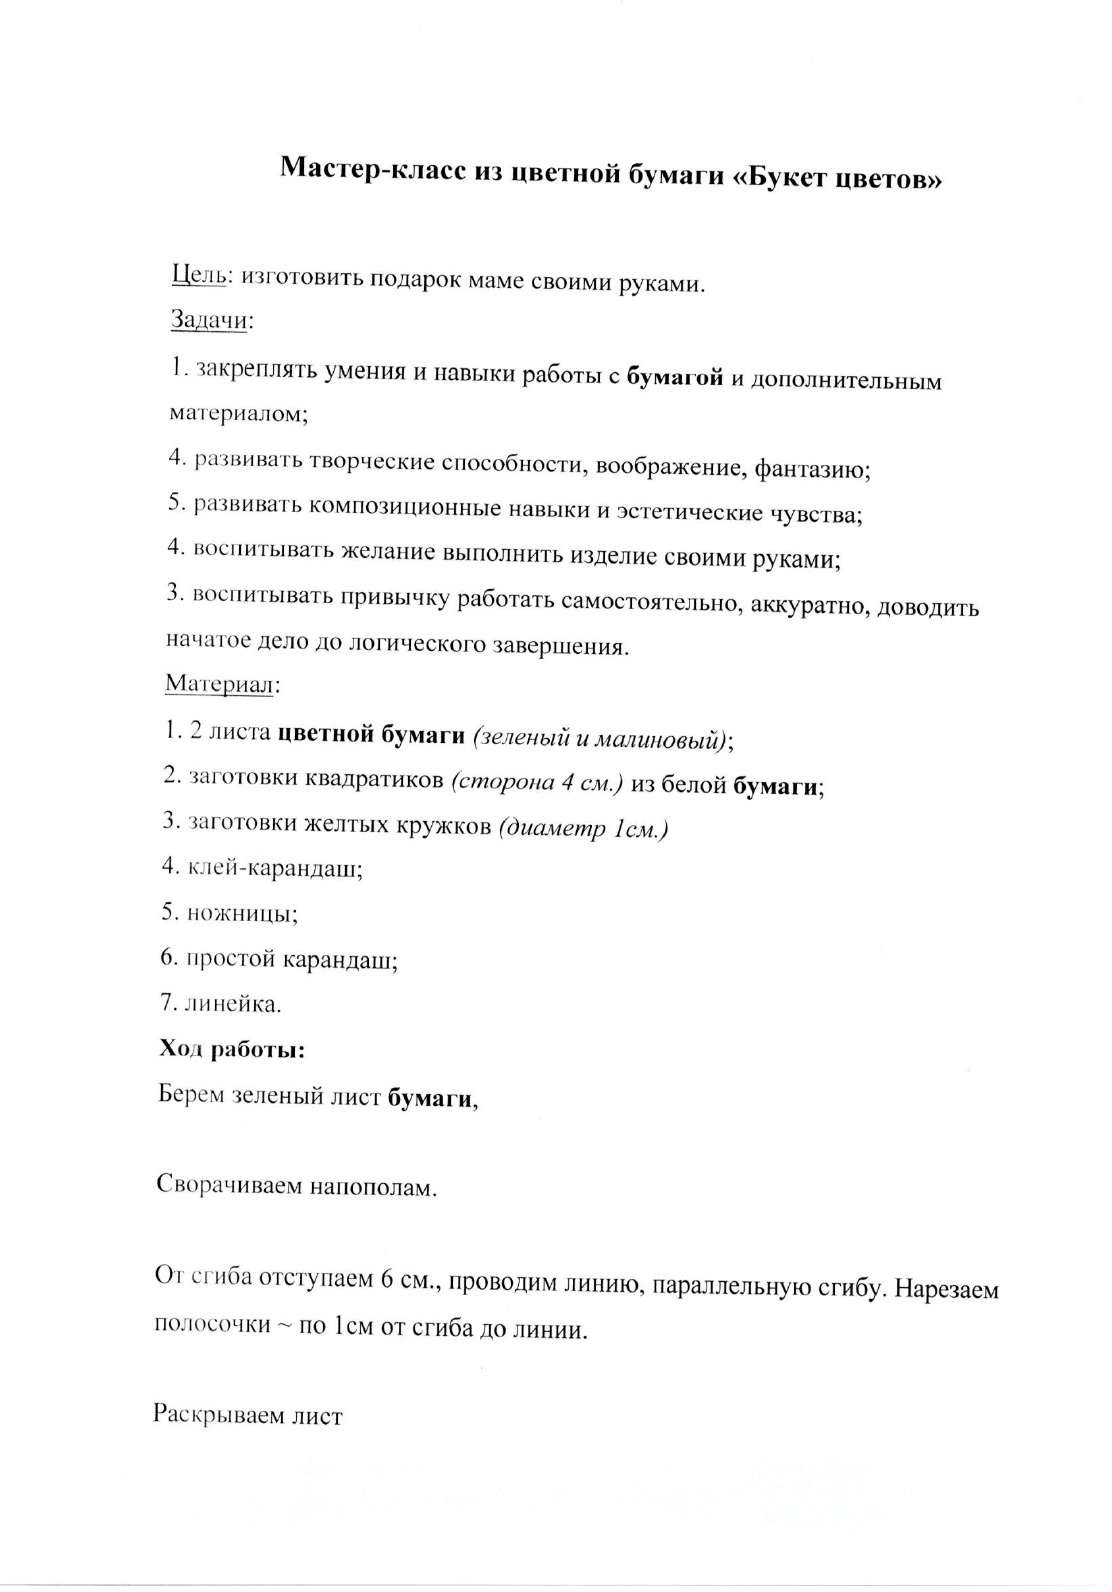 Мастер-класс из цветной бумаги «Букет цветов»
Цель: изготовить подарок маме своими руками.
Задачи:
1. закреплять умения и навыки работы с бумагой и дополнительным
материалом;
4. развивать творческие способности, воображение, фантазию;
5. развивать композиционные навыки и эстетические чувства;
4. воспитывать желание выполнить изделие своими руками;
3. воспитывать привычку работать самостоятельно, аккуратно, доводить
начатое дело до логического завершения.
Материал:
1. 2 листа цветной бумаги (зеленый и малиновый);
2. заготовки квадратиков (сторона 4 см.) из белой бумаги;
3. заготовки желтых кружков (диаметр 1см.)
4. клей-карандаш;
5. ножницы;
6. простой карандаш;
7. линейка.
Ход работы:
Берем зеленый лист бумаги,
Сворачиваем напополам.
От сгиба отступаем 6 см., проводим линию, параллельную сгибу. Нарезаем
полосочки ~ по 1см от сгиба до линии.
Раскрываем лист